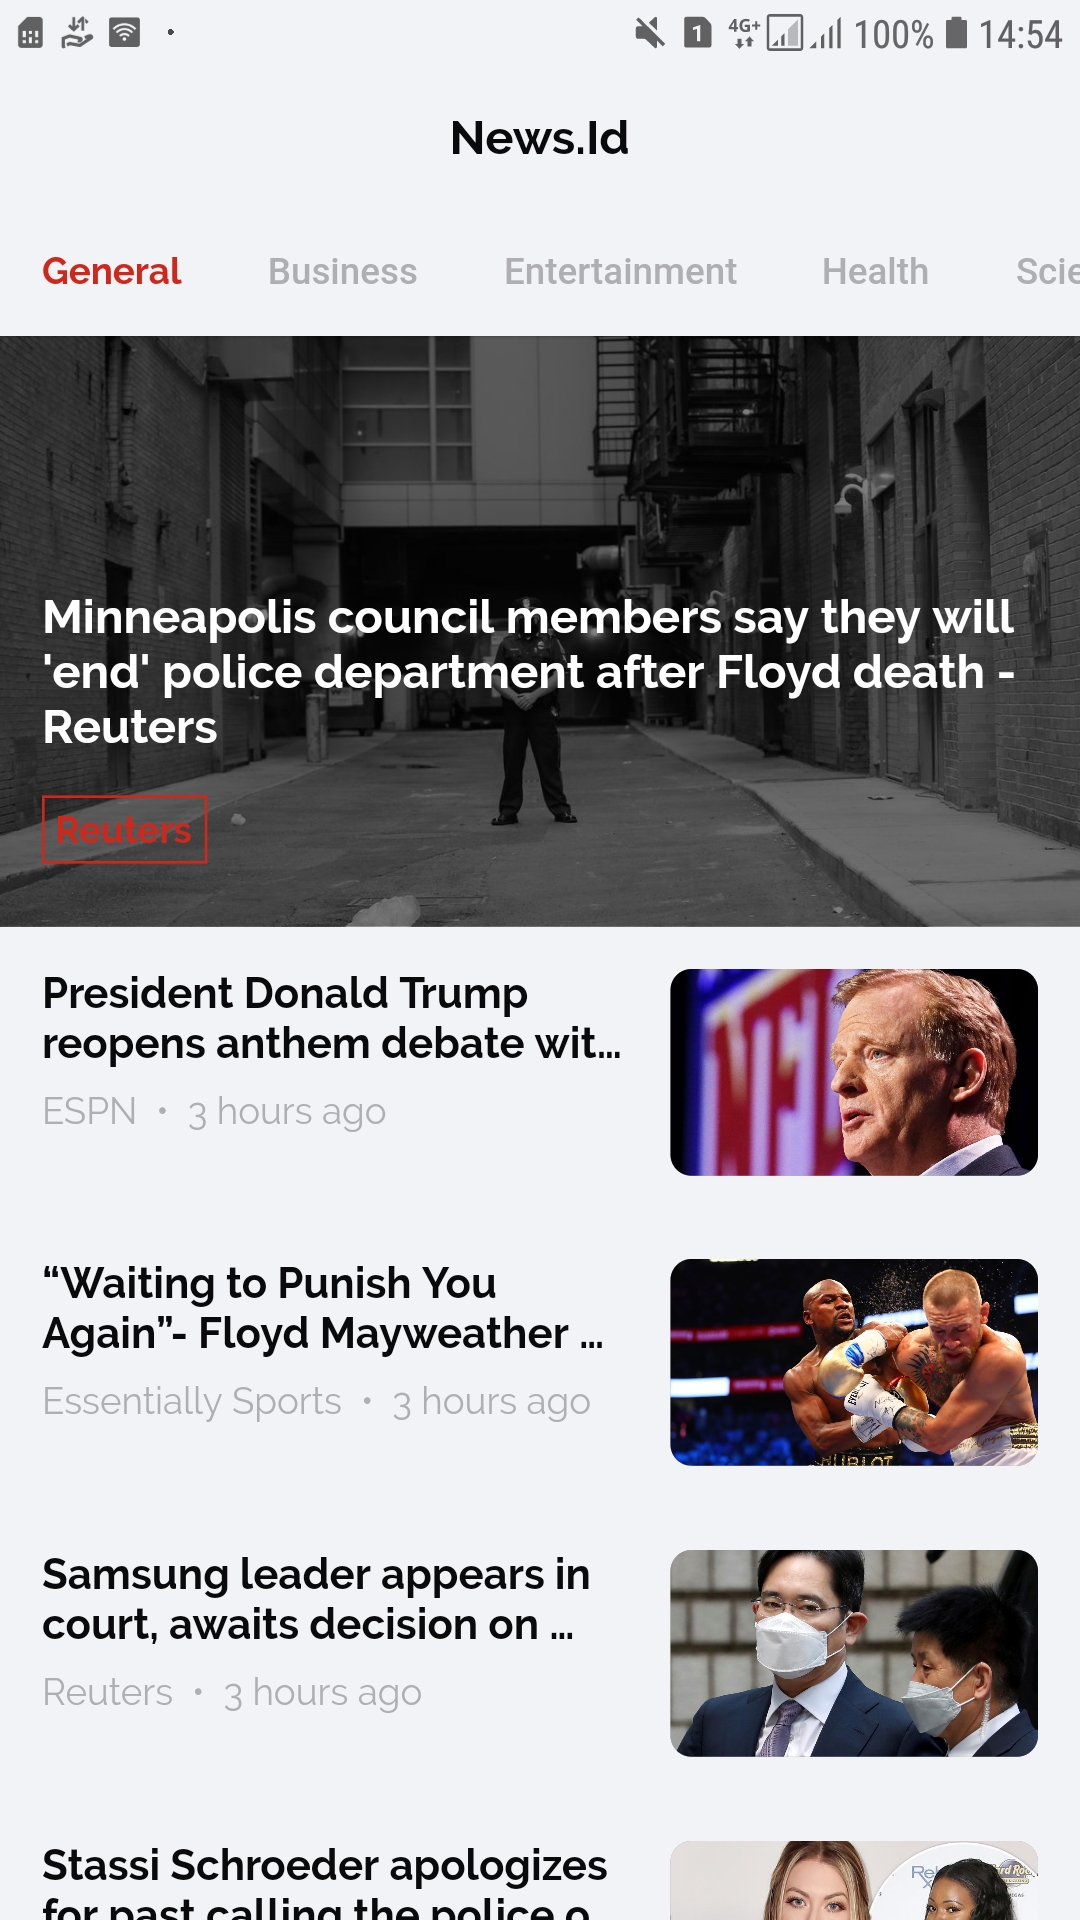 1 4G+ 100% 14:54
News.Id
General Business Entertainment Health Scie
Minneapolis council members say they will
'end' police department after Floyd death -
Reuters
Reuters
President Donald Trump
reopens anthem debate wit...
ESPN • 3 hours ago
“Waiting to Punish You
Again”- Floyd Mayweather ...
Essentially Sports • 3 hours ago
HUBLOT
Samsung leader appears in
court, awaits decision on ...
Reuters • 3 hours ago
Stassi Schroeder apologizes
for past calling the police o